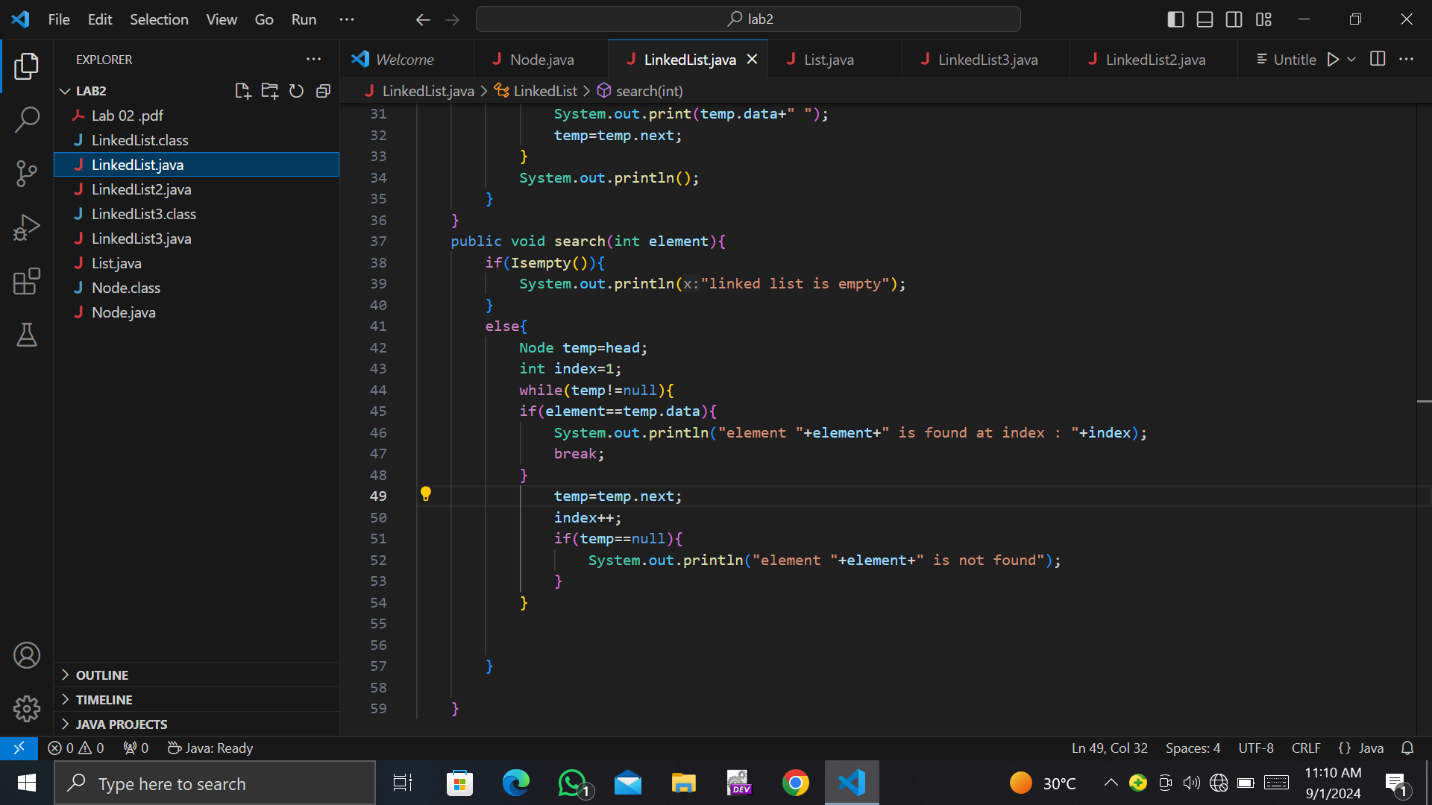 File Edit Selection View Go Run ··· lab2
EXPLORER ···
LAB2
Lab 02 .pdf
LinkedList.class
LinkedList.java
LinkedList2.java
LinkedList3.class
LinkedList3.java
List.java
Node.class
Node.java
OUTLINE
TIMELINE
JAVA PROJECTS
Welcome Node.java LinkedList.java List.java LinkedList3.java LinkedList2.java Untitle ···
LinkedList.java > LinkedList > search(int)
31 System.out.print(temp.data+" ");
32 temp=temp.next;
33 }
34 System.out.println();
35 }
36 }
37 public void search(int element){
38 if(Isempty()){
39 System.out.println(x:"linked list is empty");
40 }
41 else{
42 Node temp=head;
43 int index=1;
44 while(temp!=null){
45 if(element==temp.data){
46 System.out.println("element "+element+" is found at index : "+index);
47 break;
48 }
49 temp=temp.next;
50 index++;
51 if(temp==null){
52 System.out.println("element "+element+" is not found");
53 }
54 }
55
56
57 }
58
59 }
0 0 0 Java: Ready Ln 49, Col 32 Spaces: 4 UTF-8 CRLF {} Java
Type here to search DEV 1 30°C 11:10 AM 1
9/1/2024